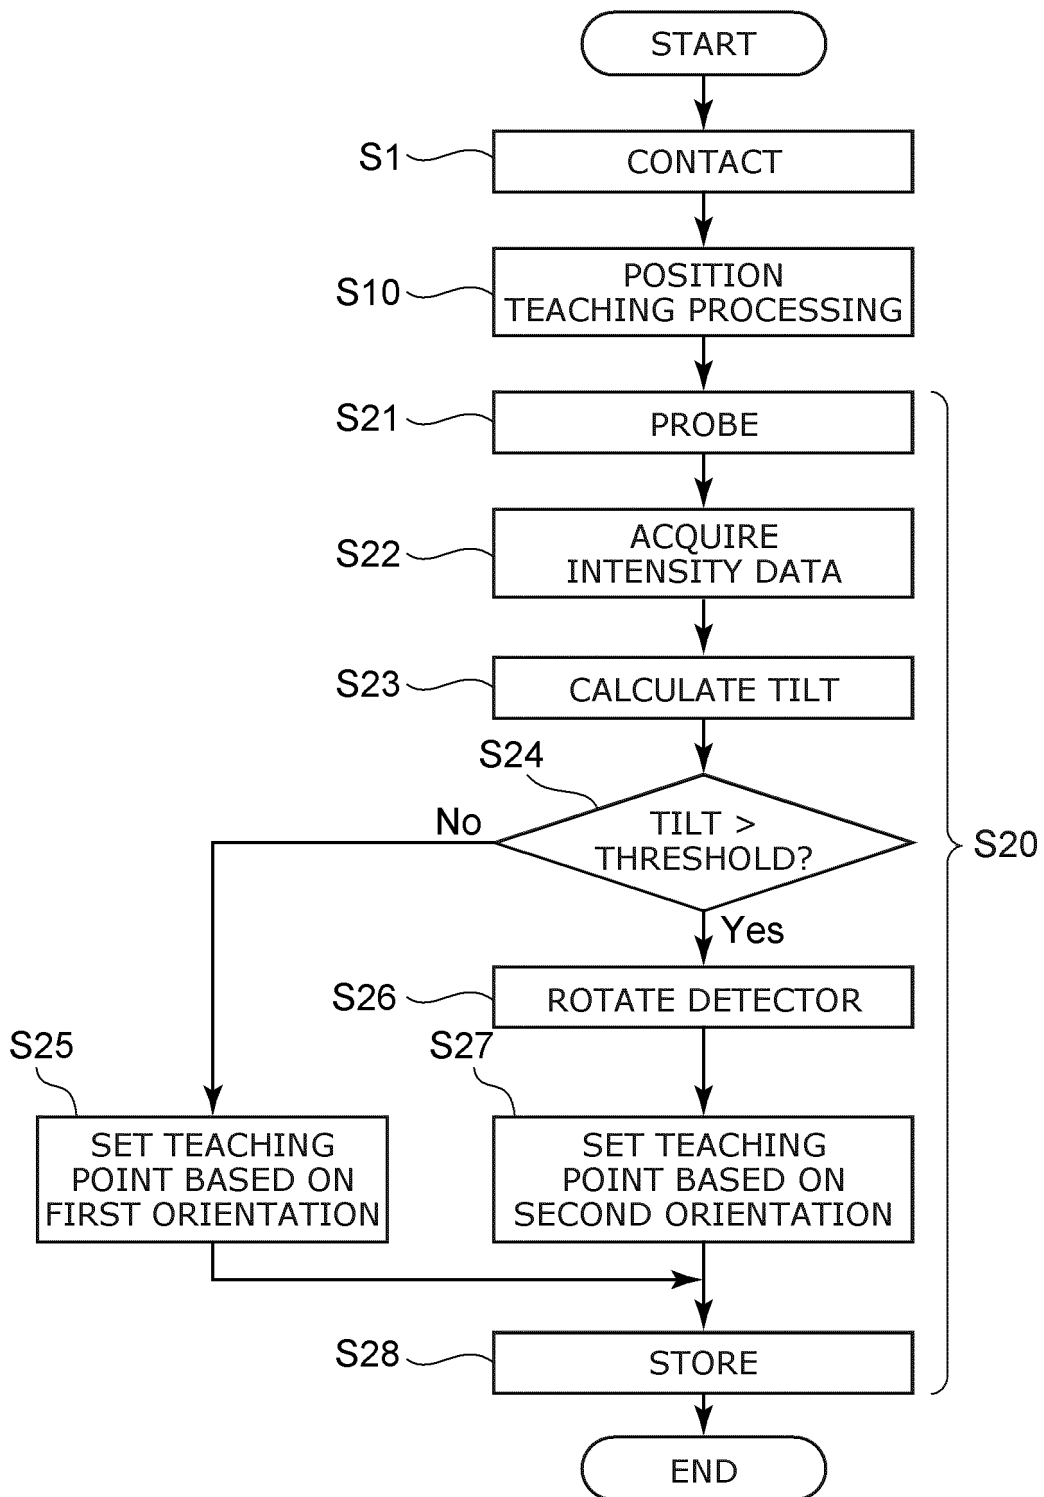 START
S1
CONTACT
S10
POSITION
TEACHING PROCESSING
S21
PROBE
S22
ACQUIRE
INTENSITY DATA
S23
CALCULATE TILT
S24
No
TILT >
THRESHOLD?
S20
Yes
S26
ROTATE DETECTOR
S25
S27
SET TEACHING
POINT BASED ON
FIRST ORIENTATION
SET TEACHING
POINT BASED ON
SECOND ORIENTATION
S28
STORE
END